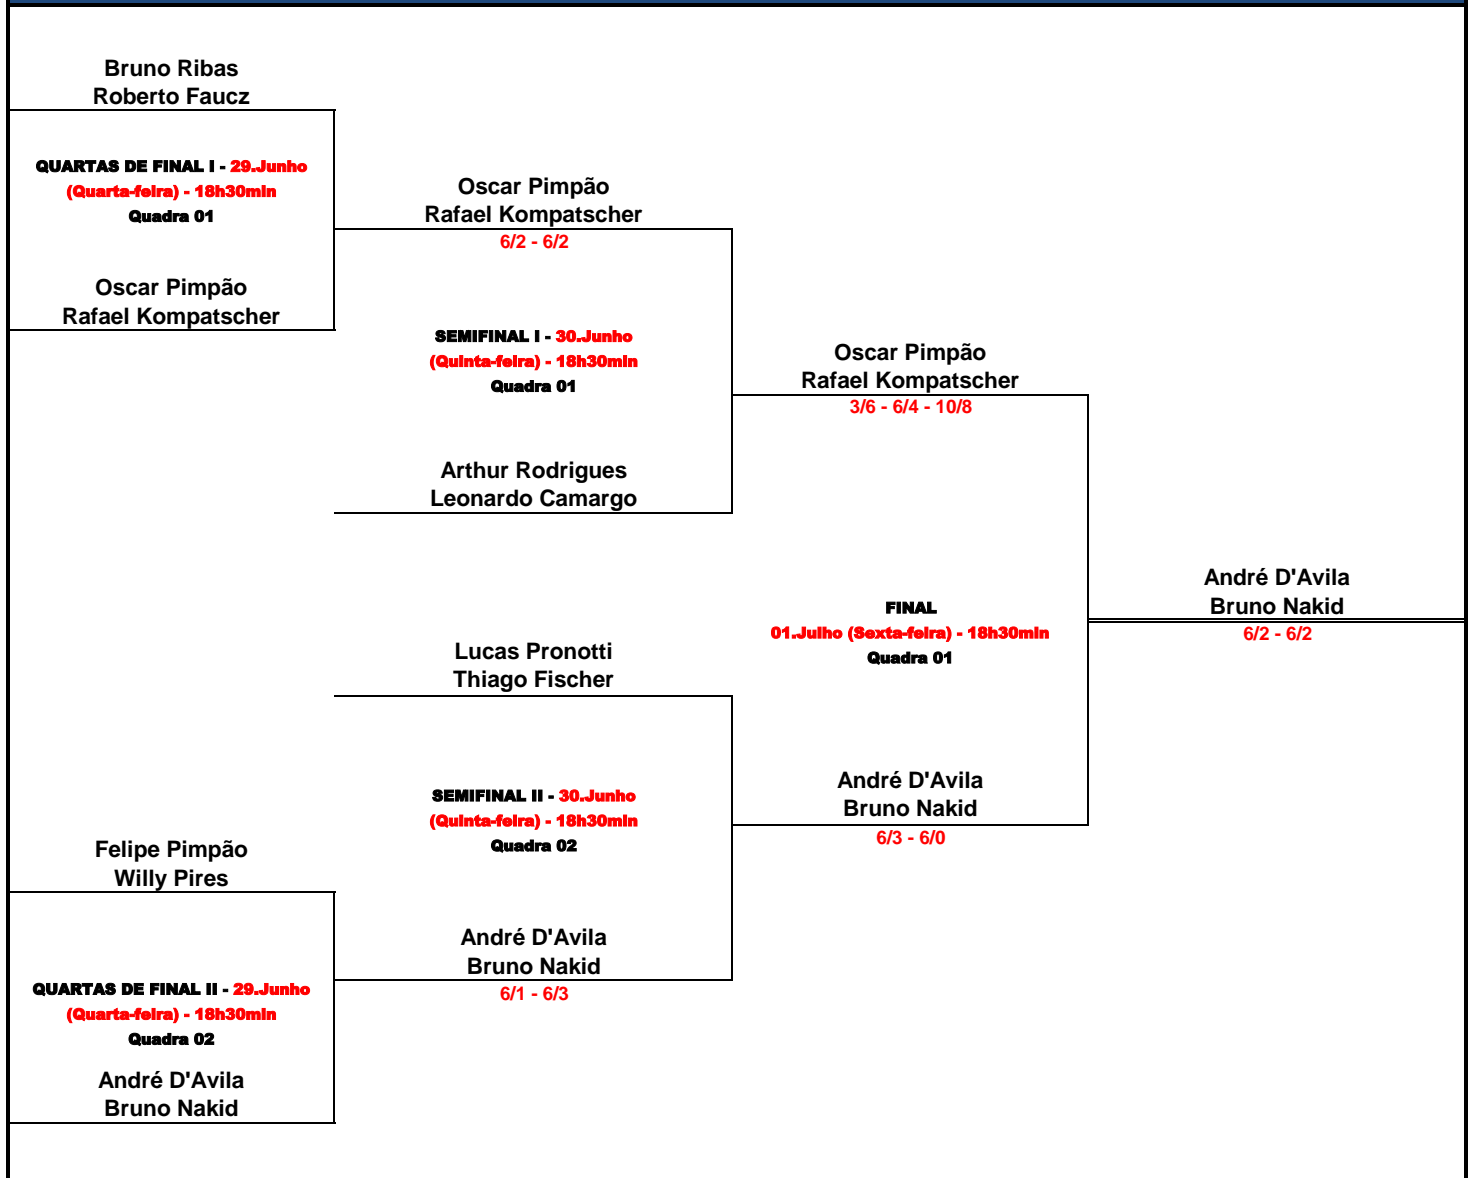 Bruno Ribas
Roberto Faucz
QUARTAS DE FINAL I - 29.Junho
(Quarta-feira) - 18h30min
Quadra 01
Oscar Pimpão
Rafael Kompatscher
Oscar Pimpão
Rafael Kompatscher
6/2 - 6/2
SEMIFINAL I - 30.Junho
(Quinta-feira) - 18h30min
Quadra 01
Arthur Rodrigues
Leonardo Camargo
Oscar Pimpão
Rafael Kompatscher
3/6 - 6/4 - 10/8
FINAL
01.Julho (Sexta-feira) - 18h30min
Quadra 01
André D'Avila
Bruno Nakid
6/2 - 6/2
Lucas Pronotti
Thiago Fischer
SEMIFINAL II - 30.Junho
(Quinta-feira) - 18h30min
Quadra 02
André D'Avila
Bruno Nakid
6/3 - 6/0
Felipe Pimpão
Willy Pires
André D'Avila
Bruno Nakid
6/1 - 6/3
QUARTAS DE FINAL II - 29.Junho
(Quarta-feira) - 18h30min
Quadra 02
André D'Avila
Bruno Nakid